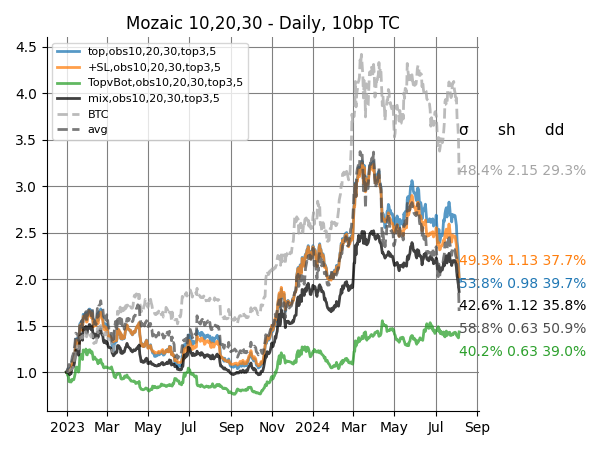 Mozaic 10,20,30 - Daily, 10bp TC
4.5
4.0
3.5
3.0
2.5
2.0
1.5
1.0
top,obs10,20,30,top3,5
+SL,obs10,20,30,top3,5
TopvBot,obs10,20,30,top3,5
mix,obs10,20,30,top3,5
BTC
avg
σ sh dd
48.4% 2.15 29.3%
49.3% 1.13 37.7%
53.8% 0.98 39.7%
42.6% 1.12 35.8%
58.8% 0.63 50.9%
40.2% 0.63 39.0%
2023 Mar May Jul Sep Nov 2024 Mar May Jul Sep